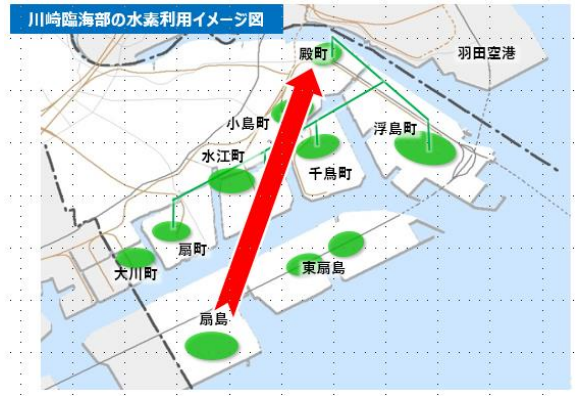 川崎臨海部の水素利用イメージ図
殿町
羽田空港
小島町
浮島町
水江町
千鳥町
扇町
大川町
東扇島
扇島